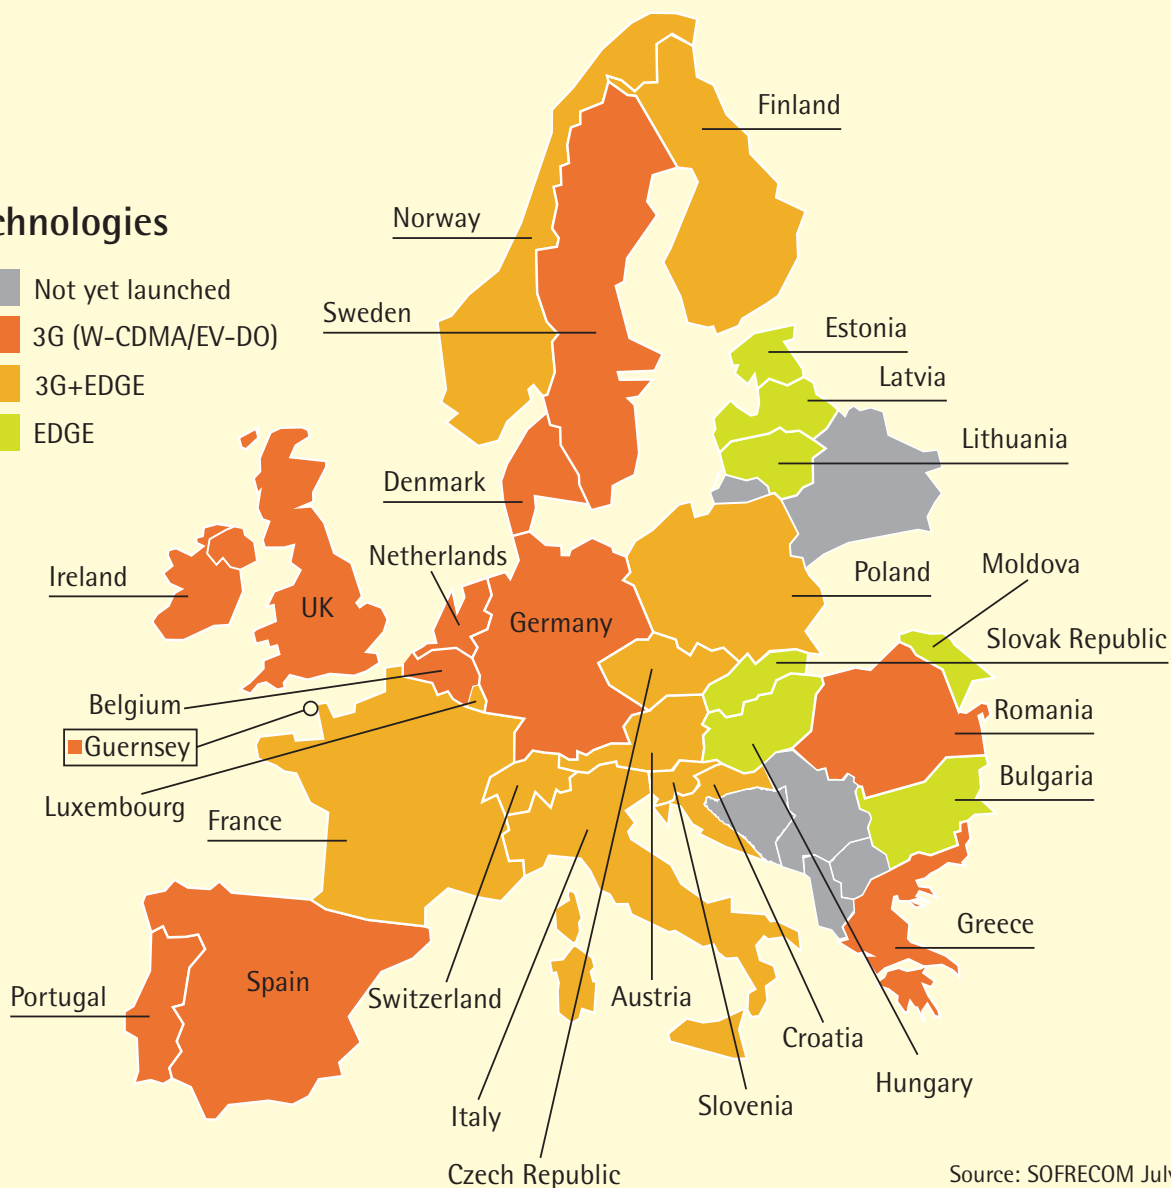 chnologies
Not yet launched
3G (W-CDMA/EV-DO)
3G+EDGE
EDGE
Finland
Norway
Sweden
Estonia
Latvia
Lithuania
Denmark
Netherlands
Ireland
UK
Germany
Poland
Moldova
Slovak Republic
Belgium
Guernsey
Luxembourg
France
Romania
Bulgaria
Greece
Spain
Portugal
Switzerland
Austria
Croatia
Hungary
Slovenia
Italy
Czech Republic
Source: SOFRECOM July